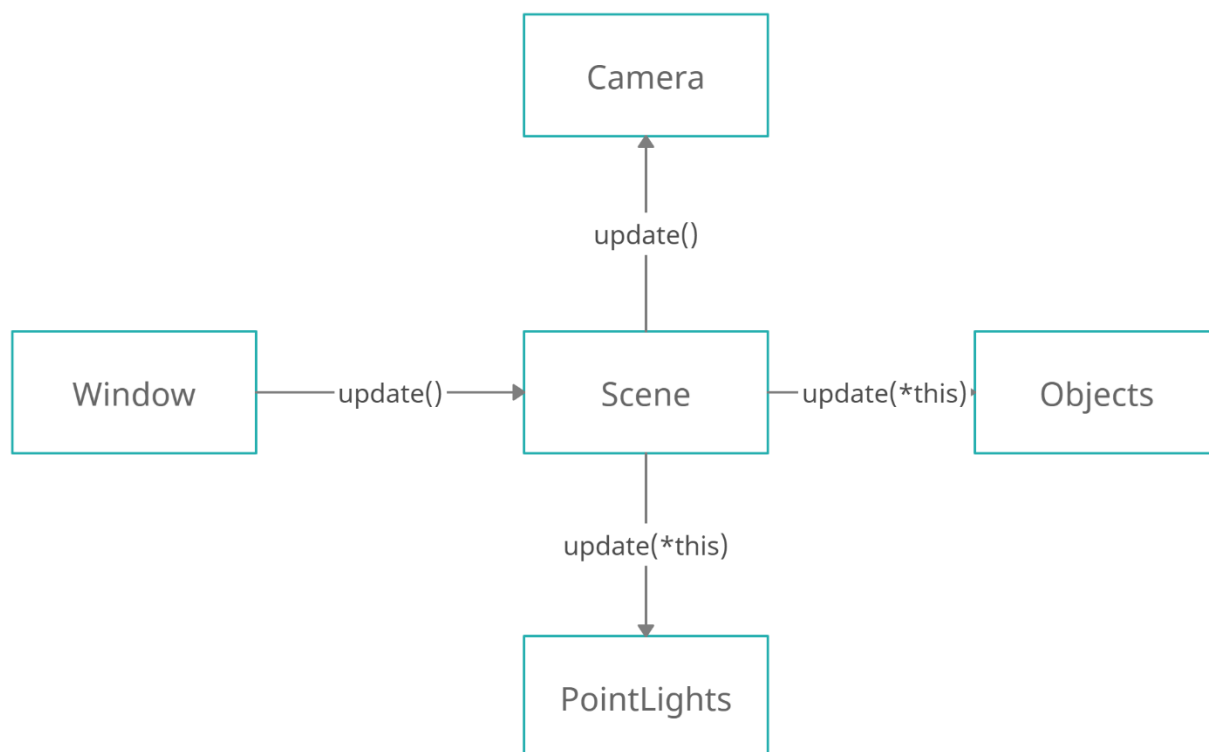 Camera
update()
Window
update()
Scene
update(*this)
Objects
update(*this)
PointLights